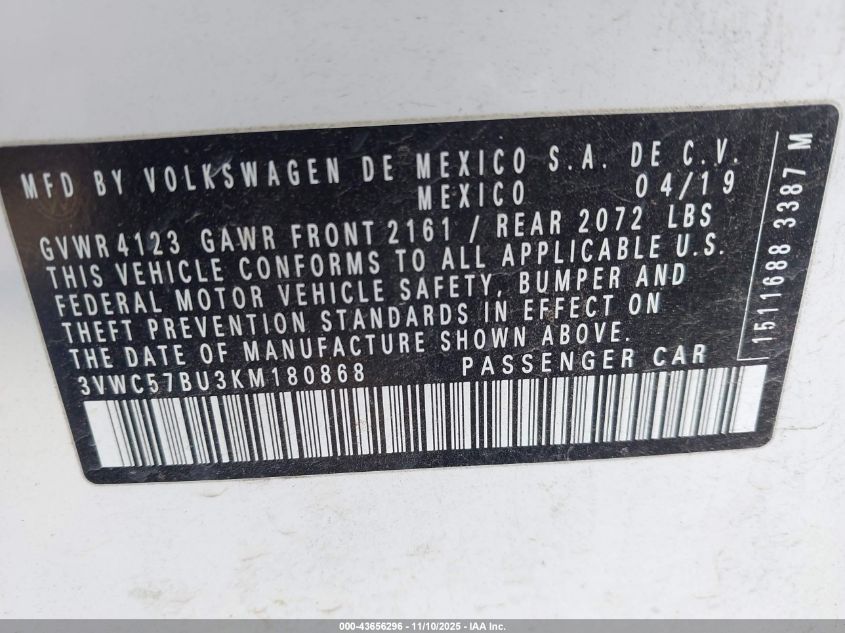 MFD BY VOLKSWAGEN DE MEXICO S.A. DE C.V.
MEXICO 04/19
GVWR 4123 GAWR FRONT 2161 / REAR 2072 LBS
THIS VEHICLE CONFORMS TO ALL APPLICABLE U.S.
FEDERAL MOTOR VEHICLE SAFETY, BUMPER AND
THEFT PREVENTION STANDARDS IN EFFECT ON
THE DATE OF MANUFACTURE SHOWN ABOVE.
3VWC57BU3KM180868 PASSENGER CAR
1511688 3387 M
000-43656296 - 11/10/2025 - IAA Inc.